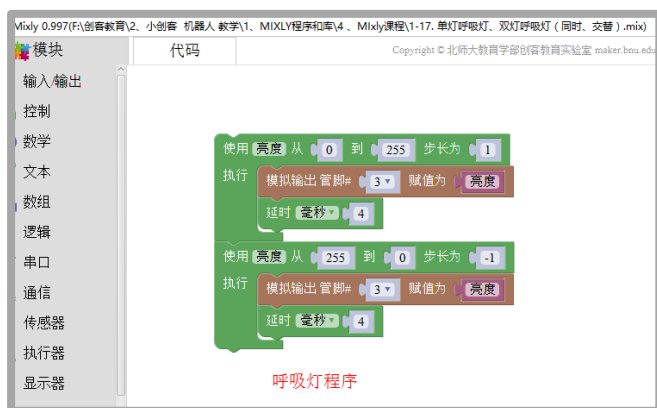 Mixly 0.997(F:\创客教育\2、小创客 机器人 教学\1、MIXLY程序和库\4 、MIxly课程\1-17. 单灯呼吸灯、双灯呼吸灯（同时、交替）.mix)
模块
代码
Copyright © 北师大教育学部创客教育实验室 maker.bnu.edu
输入/输出
控制
数学
文本
数组
逻辑
串口
通信
传感器
执行器
显示器
使用 亮度 从 0 到 255 步长为 1
执行 模拟输出 管脚# 3 赋值为 亮度
延时 毫秒 4
使用 亮度 从 255 到 0 步长为 -1
执行 模拟输出 管脚# 3 赋值为 亮度
延时 毫秒 4
呼吸灯程序